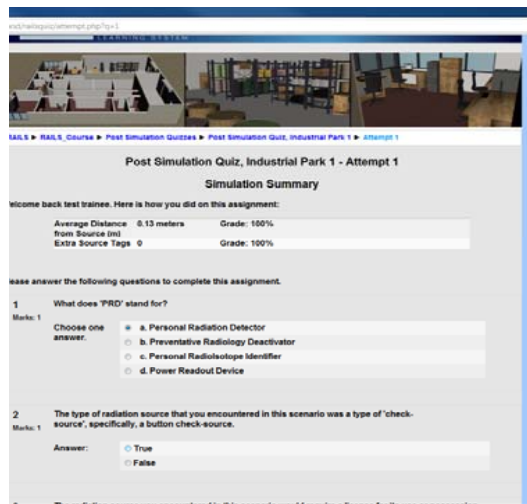 LEARNING SYSTEM
RAILS ► RAILS_Course ► Post Simulation Quizzes ► Post Simulation Quiz, Industrial Park 1 ► Attempt 1
Post Simulation Quiz, Industrial Park 1 - Attempt 1
Simulation Summary
elcome back test trainee. Here is how you did on this assignment:
Average Distance from Source (m) 0.13 meters Grade: 100%
Extra Source Tags 0 Grade: 100%
ease answer the following questions to complete this assignment.
1 What does 'PRD' stand for?
Marks: 1
Choose one answer.
a. Personal Radiation Detector
b. Preventative Radiology Deactivator
c. Personal RadioIsotope Identifier
d. Power Readout Device
2 The type of radiation source that you encountered in this scenario was a type of 'check-
source', specifically, a button check-source.
Marks: 1
Answer:
True
False